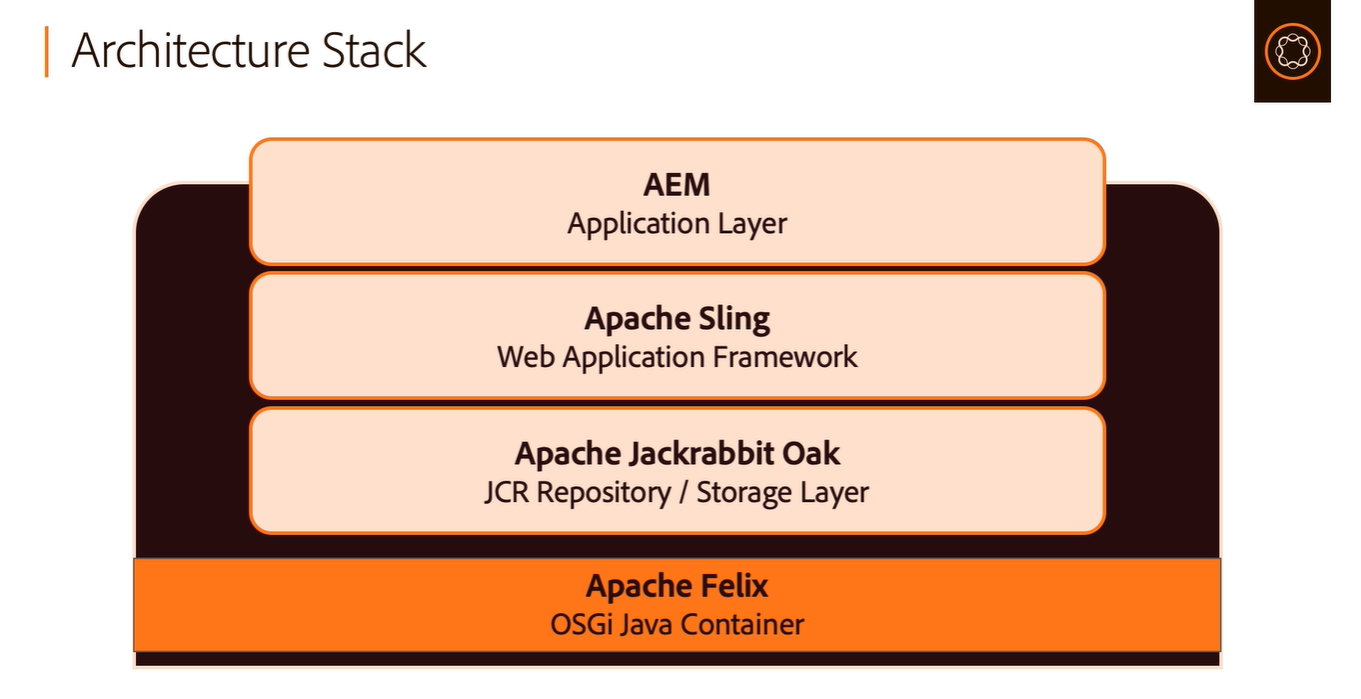 Architecture Stack
AEM
Application Layer
Apache Sling
Web Application Framework
Apache Jackrabbit Oak
JCR Repository / Storage Layer
Apache Felix
OSGi Java Container